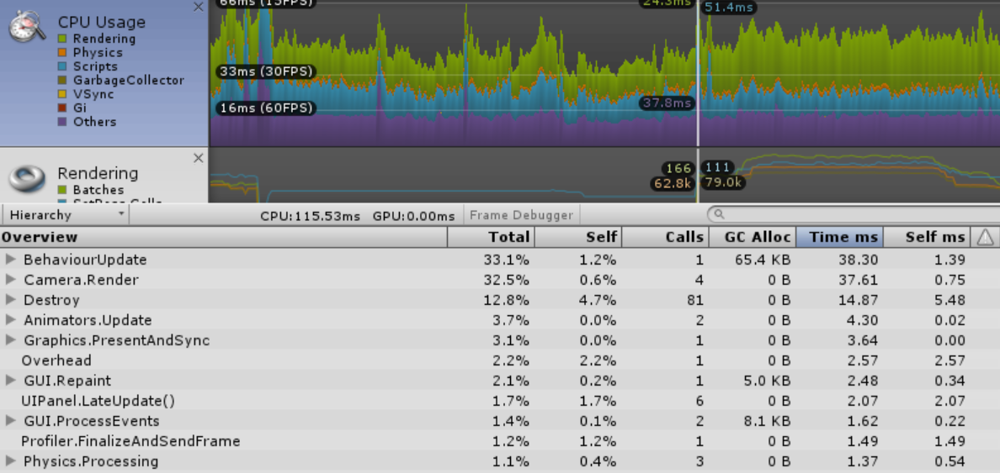 66ms (15FPS)
24.3ms
51.4ms
CPU Usage
Rendering
Physics
Scripts
GarbageCollector
VSync
Gi
Others
33ms (30FPS)
16ms (60FPS)
37.8ms
Rendering
Batches
SetPass Calls
166
111
62.8k
79.0k
Hierarchy CPU:115.53ms GPU:0.00ms Frame Debugger
Overview Total Self Calls GC Alloc Time ms Self ms
BehaviourUpdate 33.1% 1.2% 1 65.4 KB 38.30 1.39
Camera.Render 32.5% 0.6% 4 0 B 37.61 0.75
Destroy 12.8% 4.7% 81 0 B 14.87 5.48
Animators.Update 3.7% 0.0% 2 0 B 4.30 0.02
Graphics.PresentAndSync 3.1% 0.0% 1 0 B 3.64 0.00
Overhead 2.2% 2.2% 1 0 B 2.57 2.57
GUI.Repaint 2.1% 0.2% 1 5.0 KB 2.48 0.34
UIPanel.LateUpdate() 1.7% 1.7% 6 0 B 2.07 2.07
GUI.ProcessEvents 1.4% 0.1% 2 8.1 KB 1.62 0.22
Profiler.FinalizeAndSendFrame 1.2% 1.2% 1 0 B 1.49 1.49
Physics.Processing 1.1% 0.4% 3 0 B 1.37 0.54